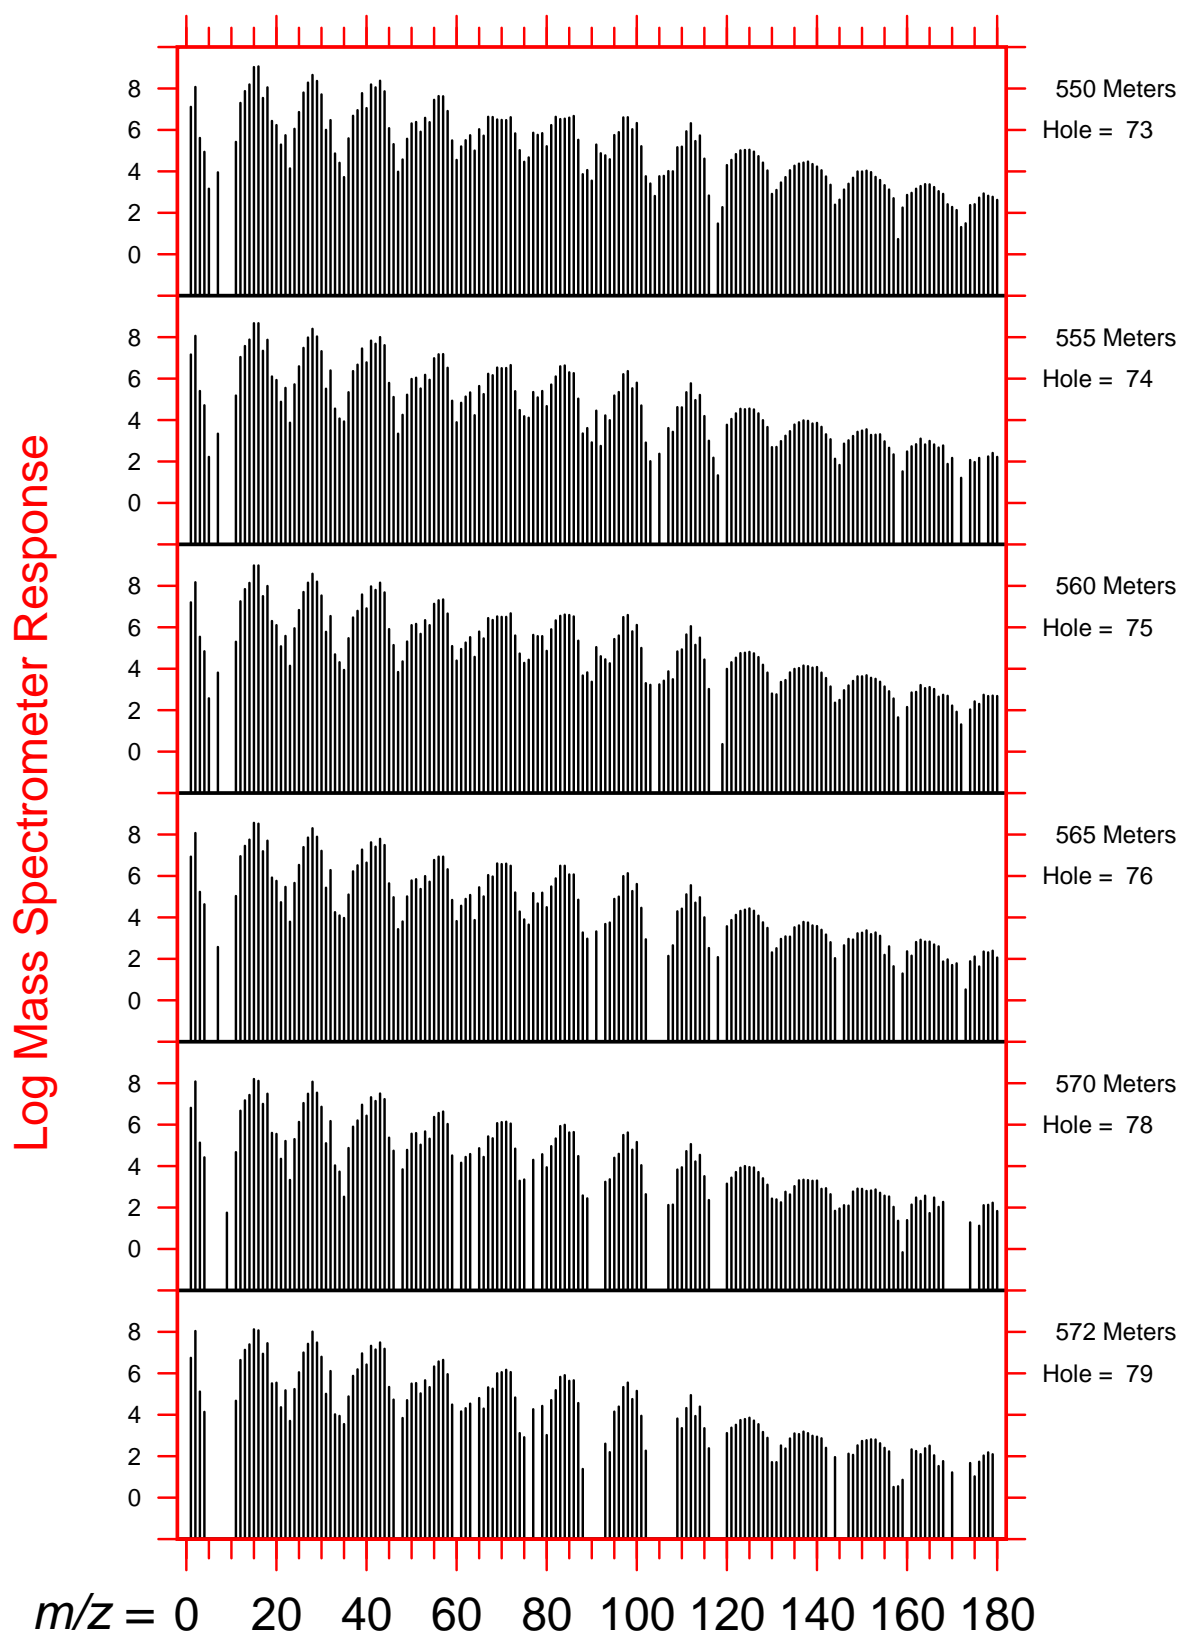 Log Mass Spectrometer Response
8
6
4
2
0
550 Meters
Hole = 73
8
6
4
2
0
555 Meters
Hole = 74
8
6
4
2
0
560 Meters
Hole = 75
8
6
4
2
0
565 Meters
Hole = 76
8
6
4
2
0
570 Meters
Hole = 78
8
6
4
2
0
572 Meters
Hole = 79
m/z = 0 20 40 60 80 100 120 140 160 180